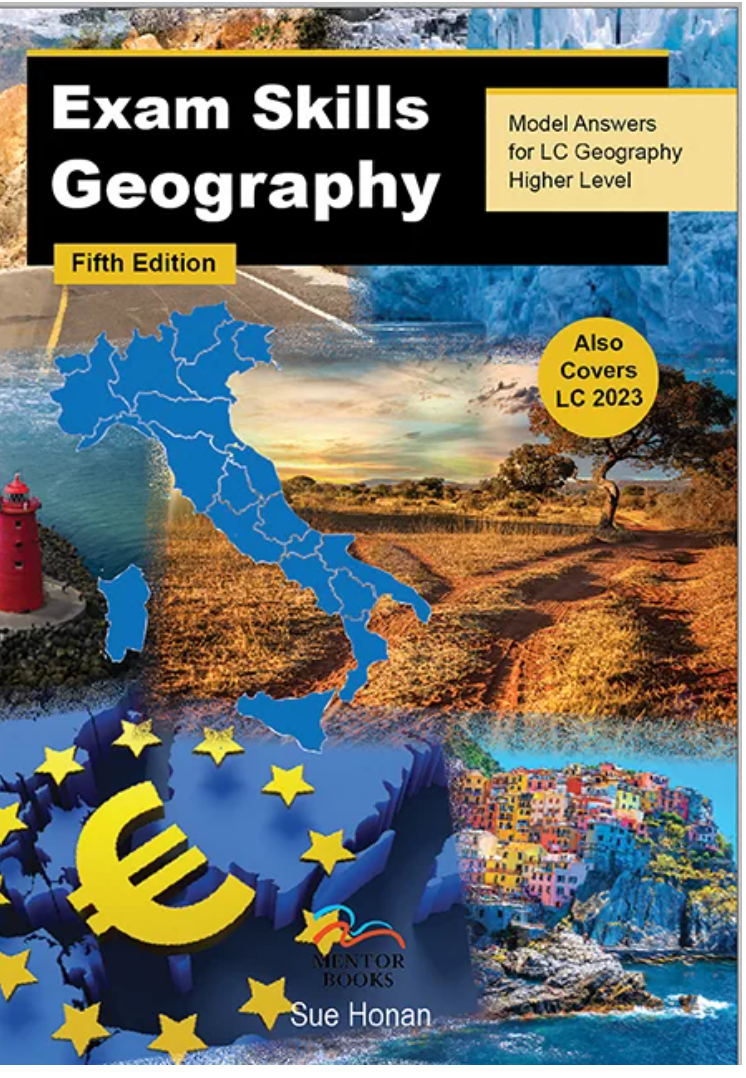 Exam Skills
Geography
Model Answers
for LC Geography
Higher Level
Fifth Edition
Also
Covers
LC 2023
€
MENTOR
BOOKS
Sue Honan